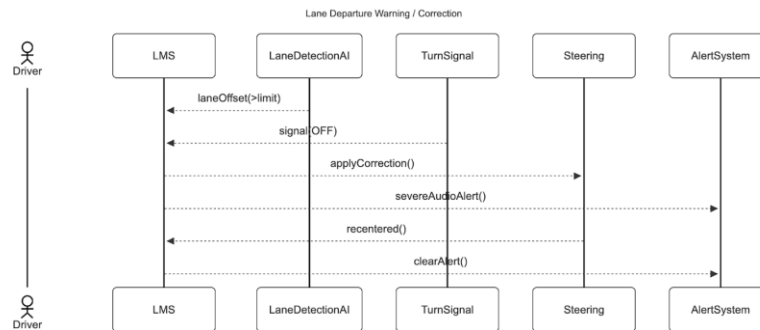 Lane Departure Warning / Correction
Driver
LMS
LaneDetectionAI
TurnSignal
Steering
AlertSystem
laneOffset(>limit)
signal(OFF)
applyCorrection()
severeAudioAlert()
recentered()
clearAlert()
Driver
LMS
LaneDetectionAI
TurnSignal
Steering
AlertSystem